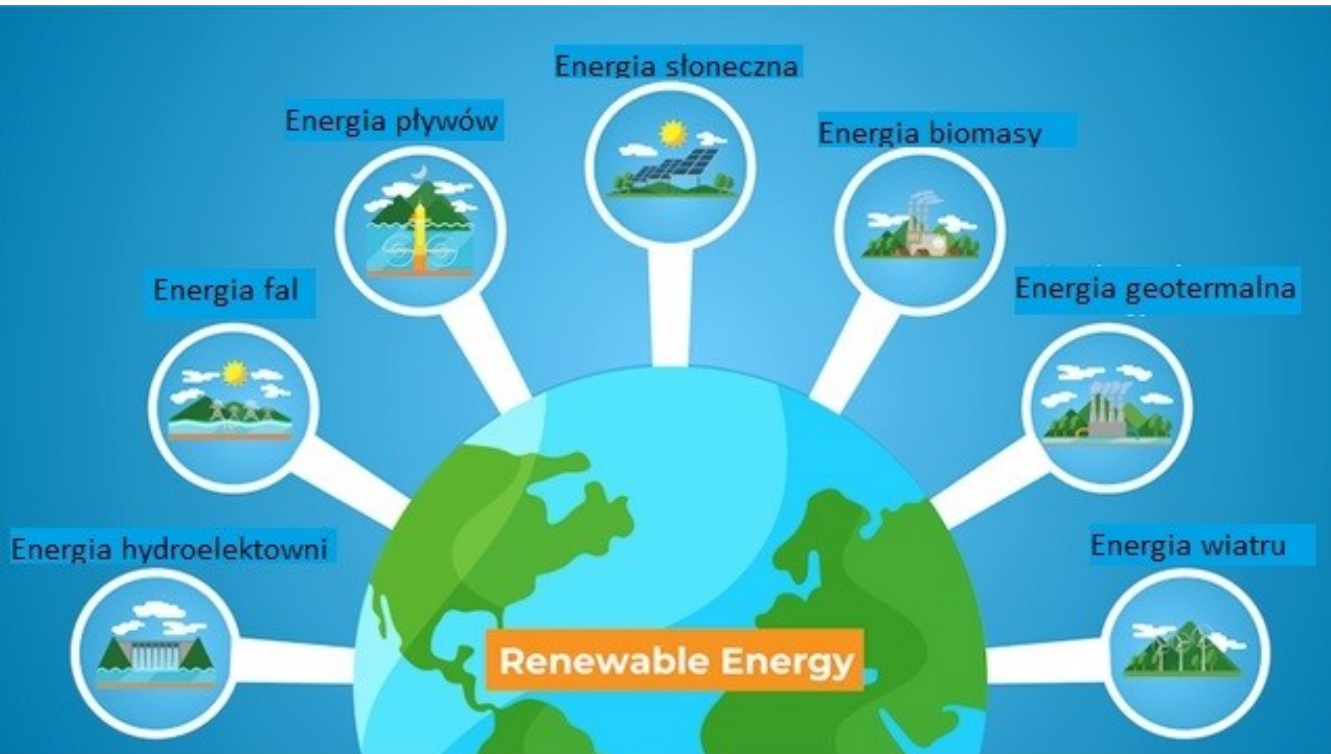 Energia słoneczna
Energia pływów
Energia biomasy
Energia fal
Energia geotermalna
Energia hydroelektowni
Energia wiatru
Renewable Energy